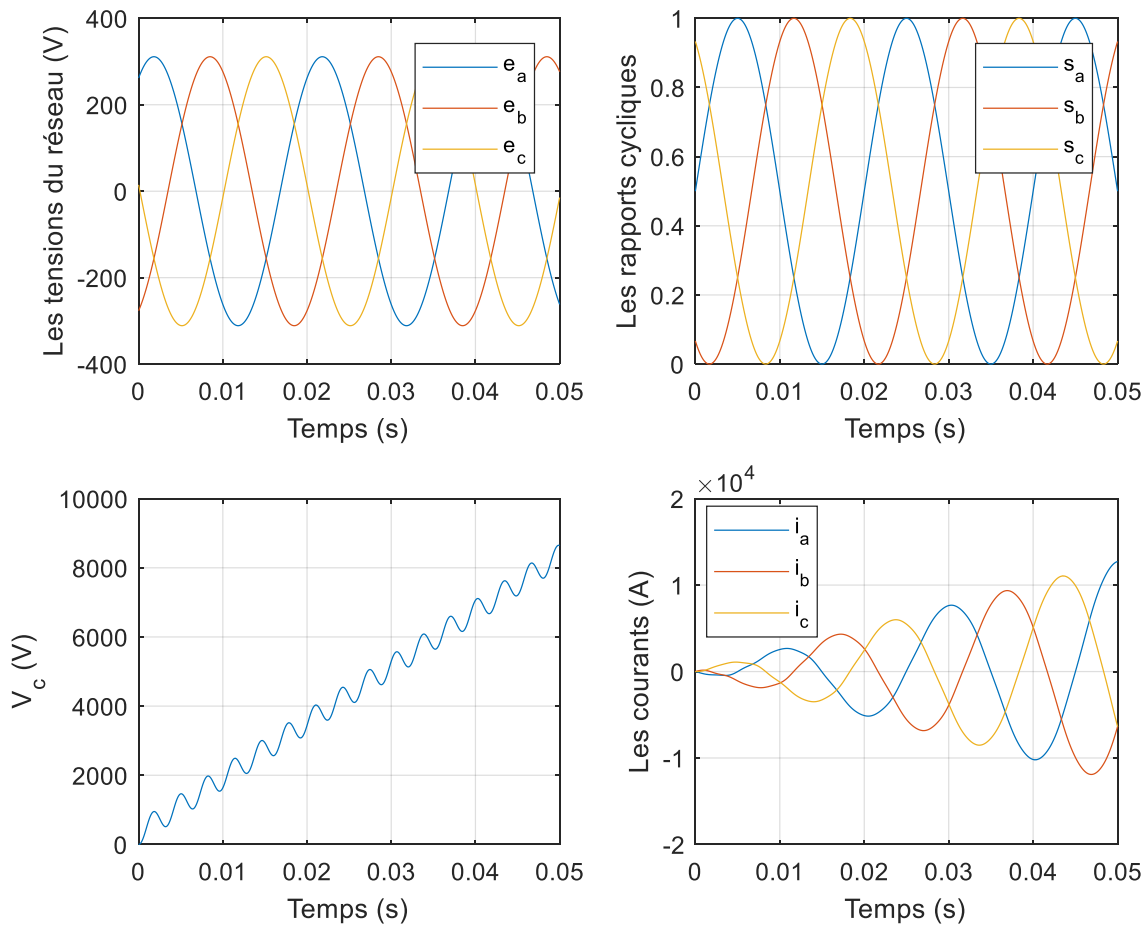 Les tensions du réseau (V)
400
200
0
-200
-400
e_a
e_b
e_c
0
0.01
0.02
0.03
0.04
0.05
Temps (s)
Les rapports cycliques
1
0.8
0.6
0.4
0.2
0
s_a
s_b
s_c
0
0.01
0.02
0.03
0.04
0.05
Temps (s)
V_c (V)
10000
8000
6000
4000
2000
0
0
0.01
0.02
0.03
0.04
0.05
Temps (s)
Les courants (A)
×10^4
2
1
0
-1
-2
i_a
i_b
i_c
0
0.01
0.02
0.03
0.04
0.05
Temps (s)